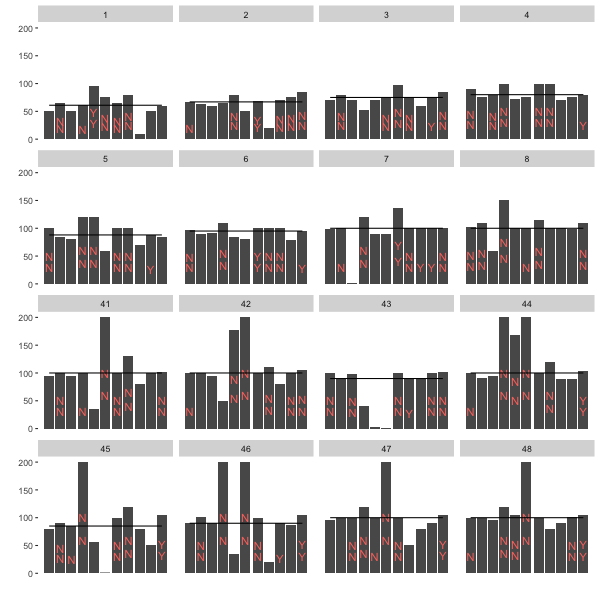 1 2 3 4
200
150
100
50
0
N Y N N N
N N Y N N N
N Y N N N
N N Y N N N
N N N N N
N N N N Y N
N N N N N
N N N N N Y
5 6 7 8
200
150
100
50
0
N N N N N
N N N N N Y
N Y N N
N N Y N N Y
N Y N N
N N Y N Y Y N
N N N N N
N N N N N N
41 42 43 44
200
150
100
50
0
N N N N
N N N N N
N N N N N
N N N N N N
N N N N N
N N N Y N N
N N N N Y
N N N N N Y
45 46 47 48
200
150
100
50
0
N N N N Y
N N N N N Y
N N N N N
N N N N Y N
N N N N N
N N N N N N
N N N N
N N N N N N